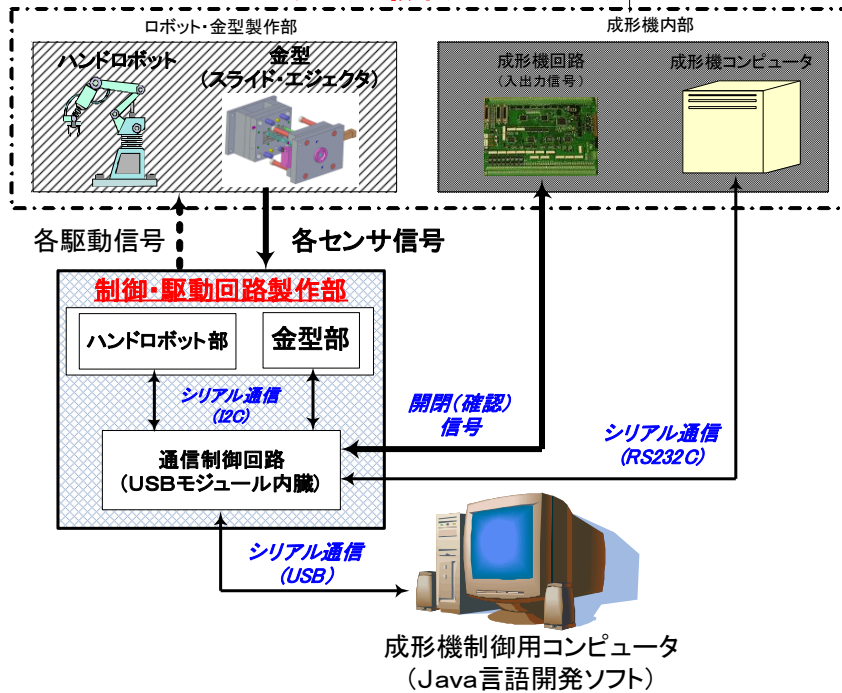 ロボット・金型製作部
成形機内部
ハンドロボット
金型
(スライド・エジェクタ)
成形機回路
(入出力信号)
成形機コンピュータ
各駆動信号
各センサ信号
制御・駆動回路製作部
ハンドロボット部
金型部
シリアル通信
(I2C)
開閉(確認)
信号
シリアル通信
(RS232C)
通信制御回路
(USBモジュール内臓)
シリアル通信
(USB)
成形機制御用コンピュータ
(Java言語開発ソフト)